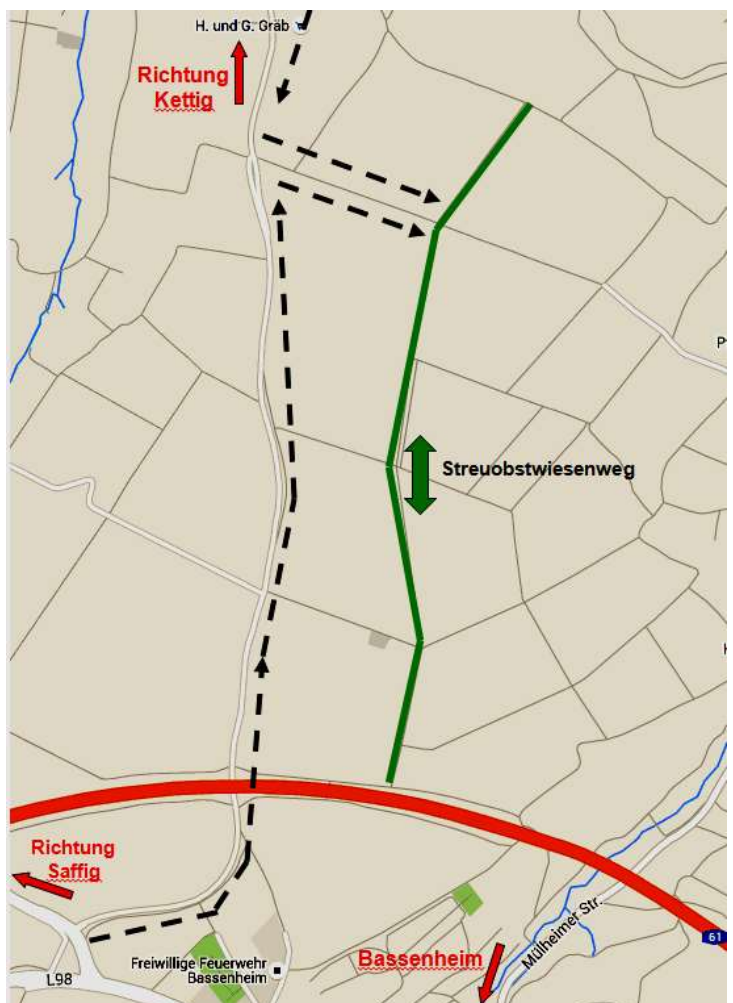 H. und G. Gräb
Richtung
Kettig
P
Streuobstwiesenweg
Richtung
Saffig
61
Mülheimer Str.
Bassenheim
Freiwillige Feuerwehr
Bassenheim
L98